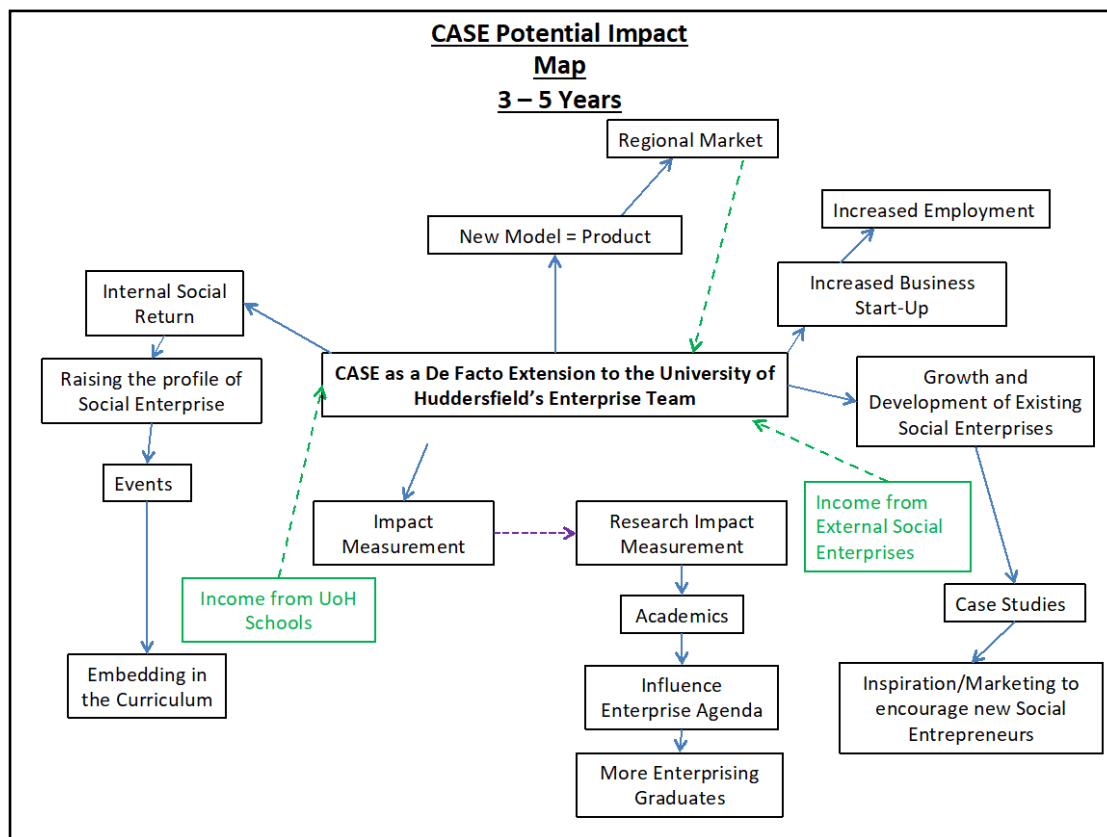 CASE Potential Impact
Map
3 – 5 Years
Regional Market
Increased Employment
New Model = Product
Increased Business
Start-Up
Internal Social
Return
Raising the profile of
Social Enterprise
CASE as a De Facto Extension to the University of
Huddersfield’s Enterprise Team
Growth and
Development of Existing
Social Enterprises
Events
Impact
Measurement
Research Impact
Measurement
Income from
External Social
Enterprises
Income from UoH
Schools
Academics
Case Studies
Embedding in
the Curriculum
Influence
Enterprise Agenda
Inspiration/Marketing to
encourage new Social
Entrepreneurs
More Enterprising
Graduates